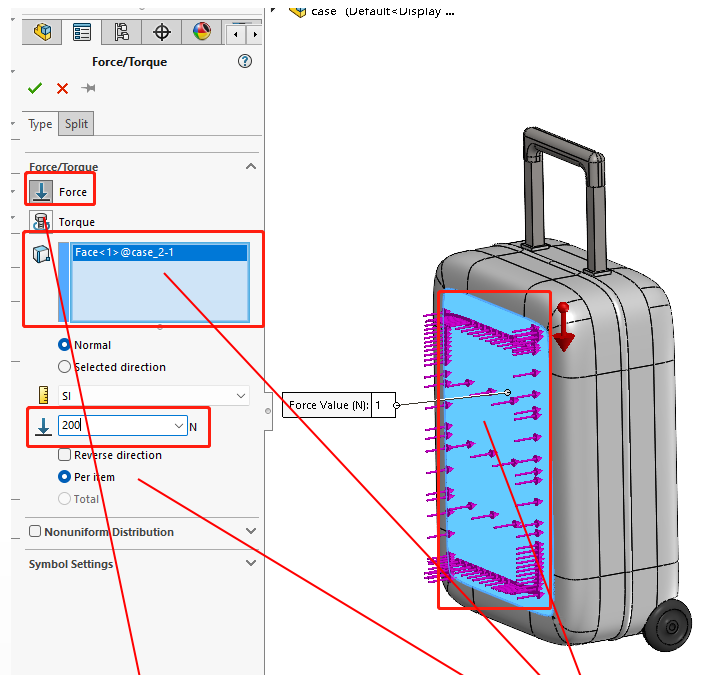 case (Default<Display ...
Force/Torque
?
Type Split
Force/Torque
Force
Torque
Face<1>@case_2-1
Normal
Selected direction
SI
Force Value (N): 1
200 N
Reverse direction
Per item
Total
Nonuniform Distribution
Symbol Settings